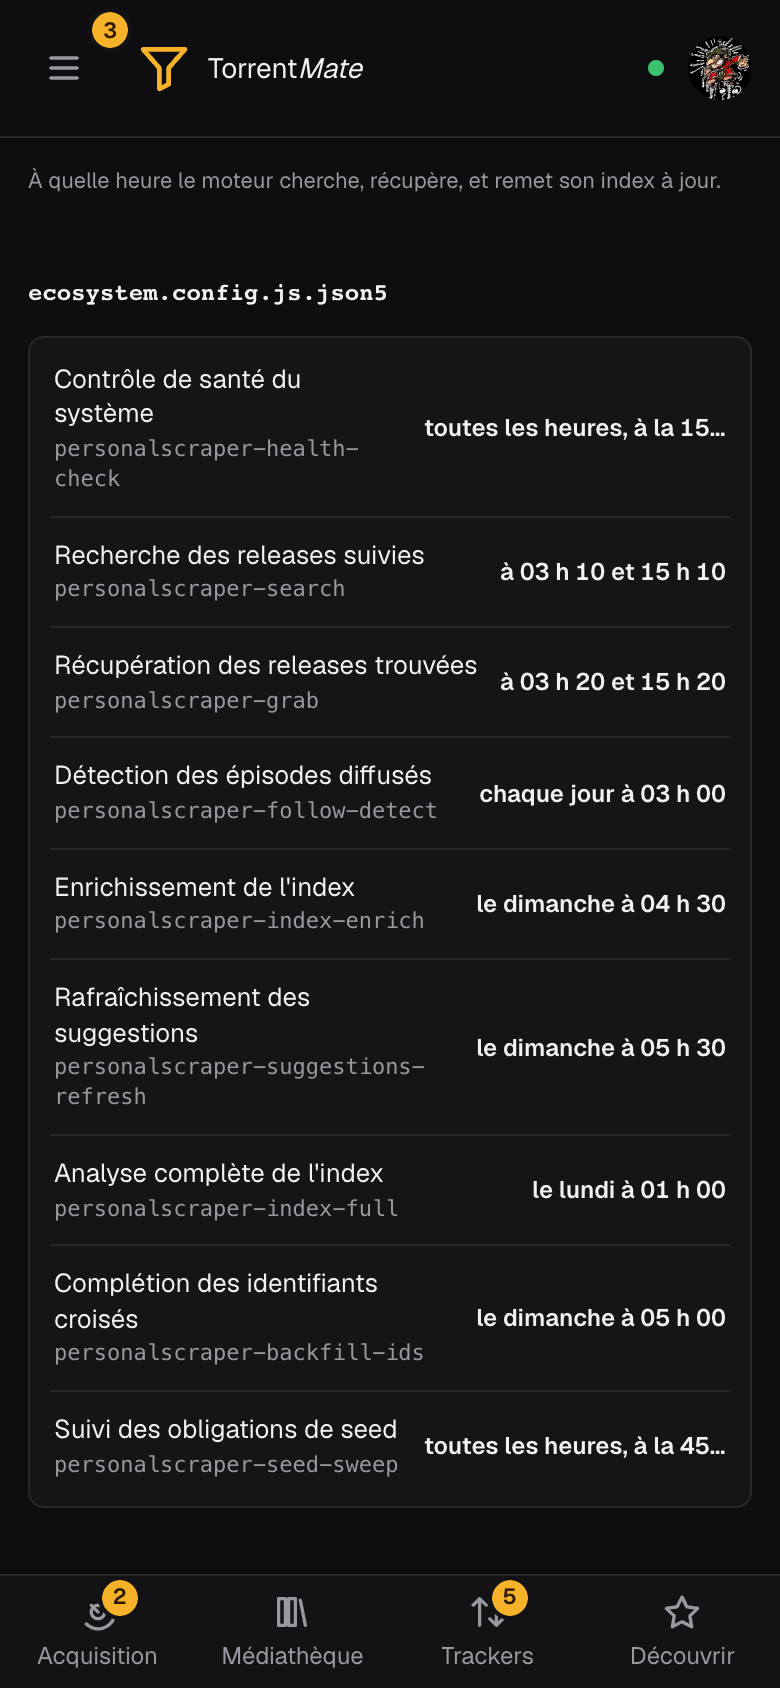 3
TorrentMate
À quelle heure le moteur cherche, récupère, et remet son index à jour.
ecosystem.config.js.json5
Contrôle de santé du
système
personalscraper-health-
check
toutes les heures, à la 15…
Recherche des releases suivies
personalscraper-search
à 03 h 10 et 15 h 10
Récupération des releases trouvées
personalscraper-grab
à 03 h 20 et 15 h 20
Détection des épisodes diffusés
personalscraper-follow-detect
chaque jour à 03 h 00
Enrichissement de l'index
personalscraper-index-enrich
le dimanche à 04 h 30
Rafraîchissement des
suggestions
personalscraper-suggestions-
refresh
le dimanche à 05 h 30
Analyse complète de l'index
personalscraper-index-full
le lundi à 01 h 00
Complétion des identifiants
croisés
personalscraper-backfill-ids
le dimanche à 05 h 00
Suivi des obligations de seed
personalscraper-seed-sweep
toutes les heures, à la 45…
2
5
Acquisition
Médiathèque
Trackers
Découvrir